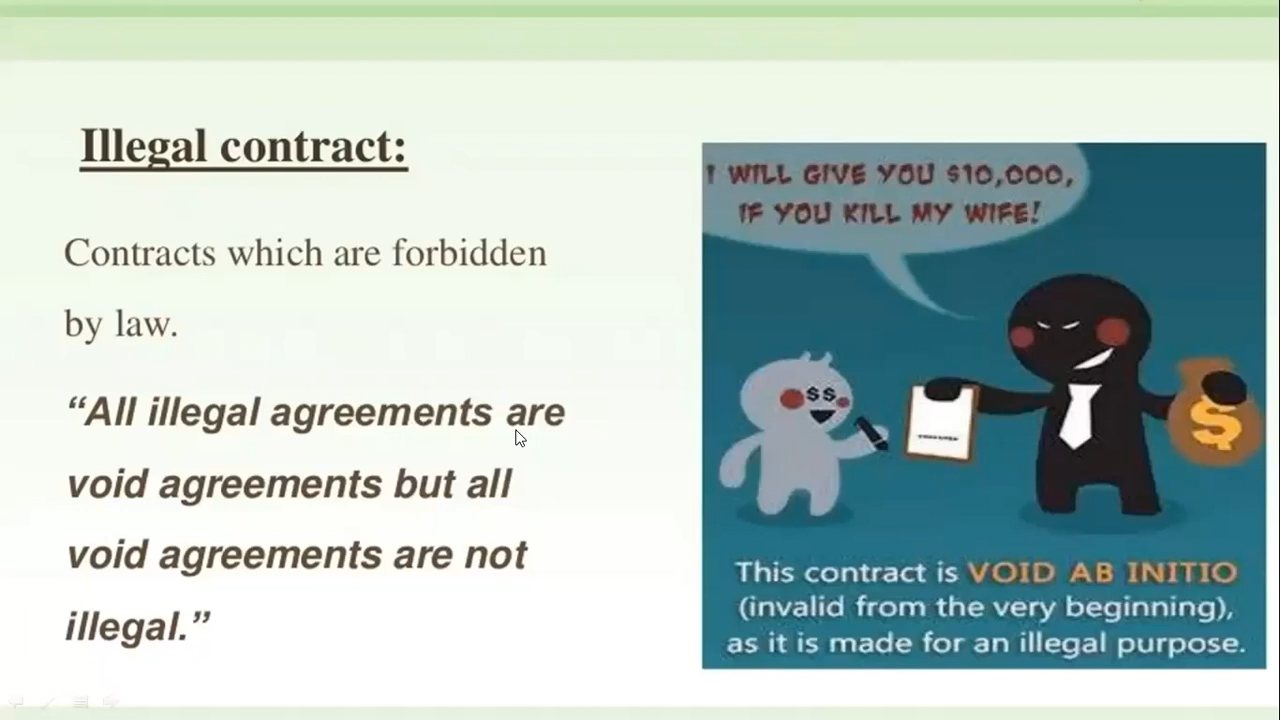 Illegal contract:
Contracts which are forbidden
by law.
“All illegal agreements are
void agreements but all
void agreements are not
illegal.”
I WILL GIVE YOU $10,000,
IF YOU KILL MY WIFE!
$$
$
This contract is VOID AB INITIO
(invalid from the very beginning),
as it is made for an illegal purpose.